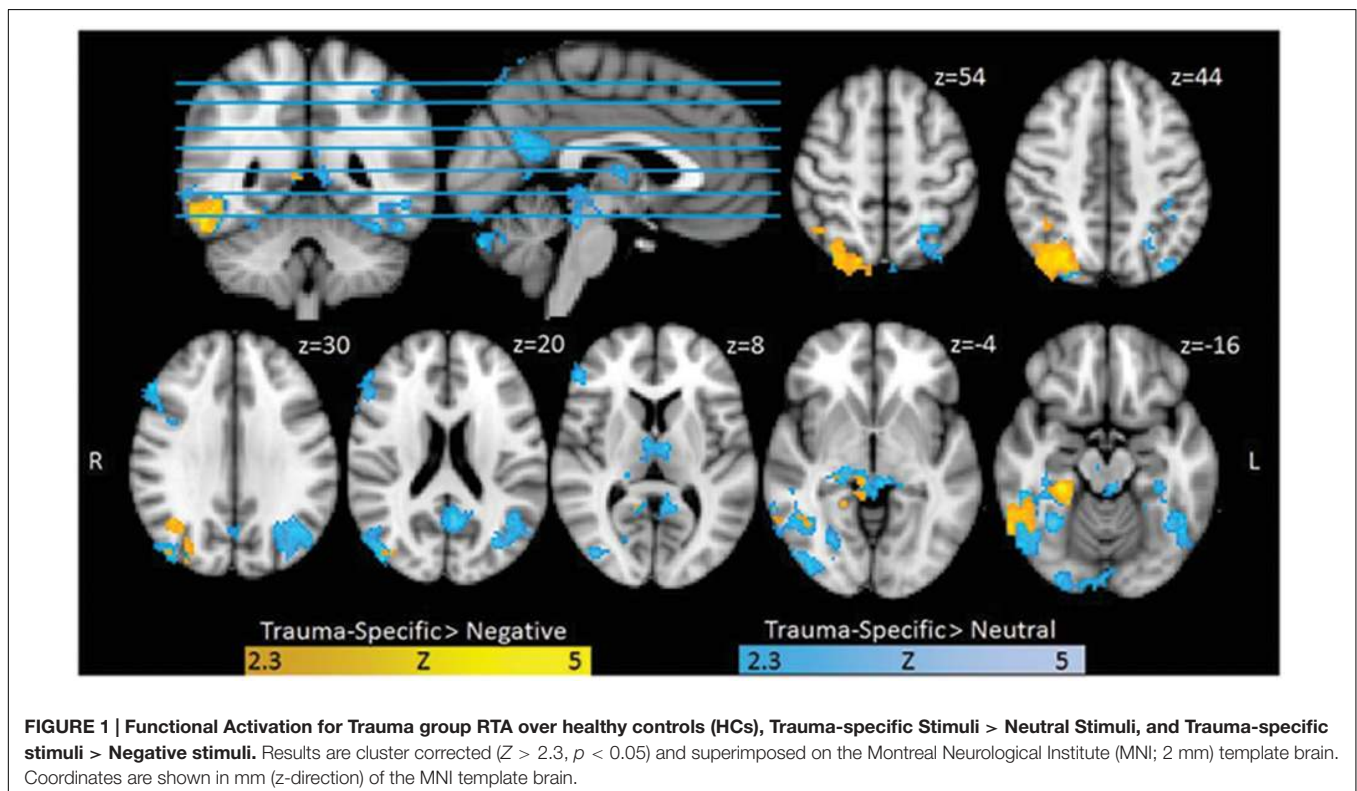 z=54
z=44
z=30
z=20
z=8
z=-4
z=-16
R
L
Trauma-Specific> Negative
2.3 Z 5
Trauma-Specific> Neutral
2.3 Z 5
FIGURE 1 | Functional Activation for Trauma group RTA over healthy controls (HCs), Trauma-specific Stimuli > Neutral Stimuli, and Trauma-specific
stimuli > Negative stimuli. Results are cluster corrected (Z > 2.3, p < 0.05) and superimposed on the Montreal Neurological Institute (MNI; 2 mm) template brain.
Coordinates are shown in mm (z-direction) of the MNI template brain.